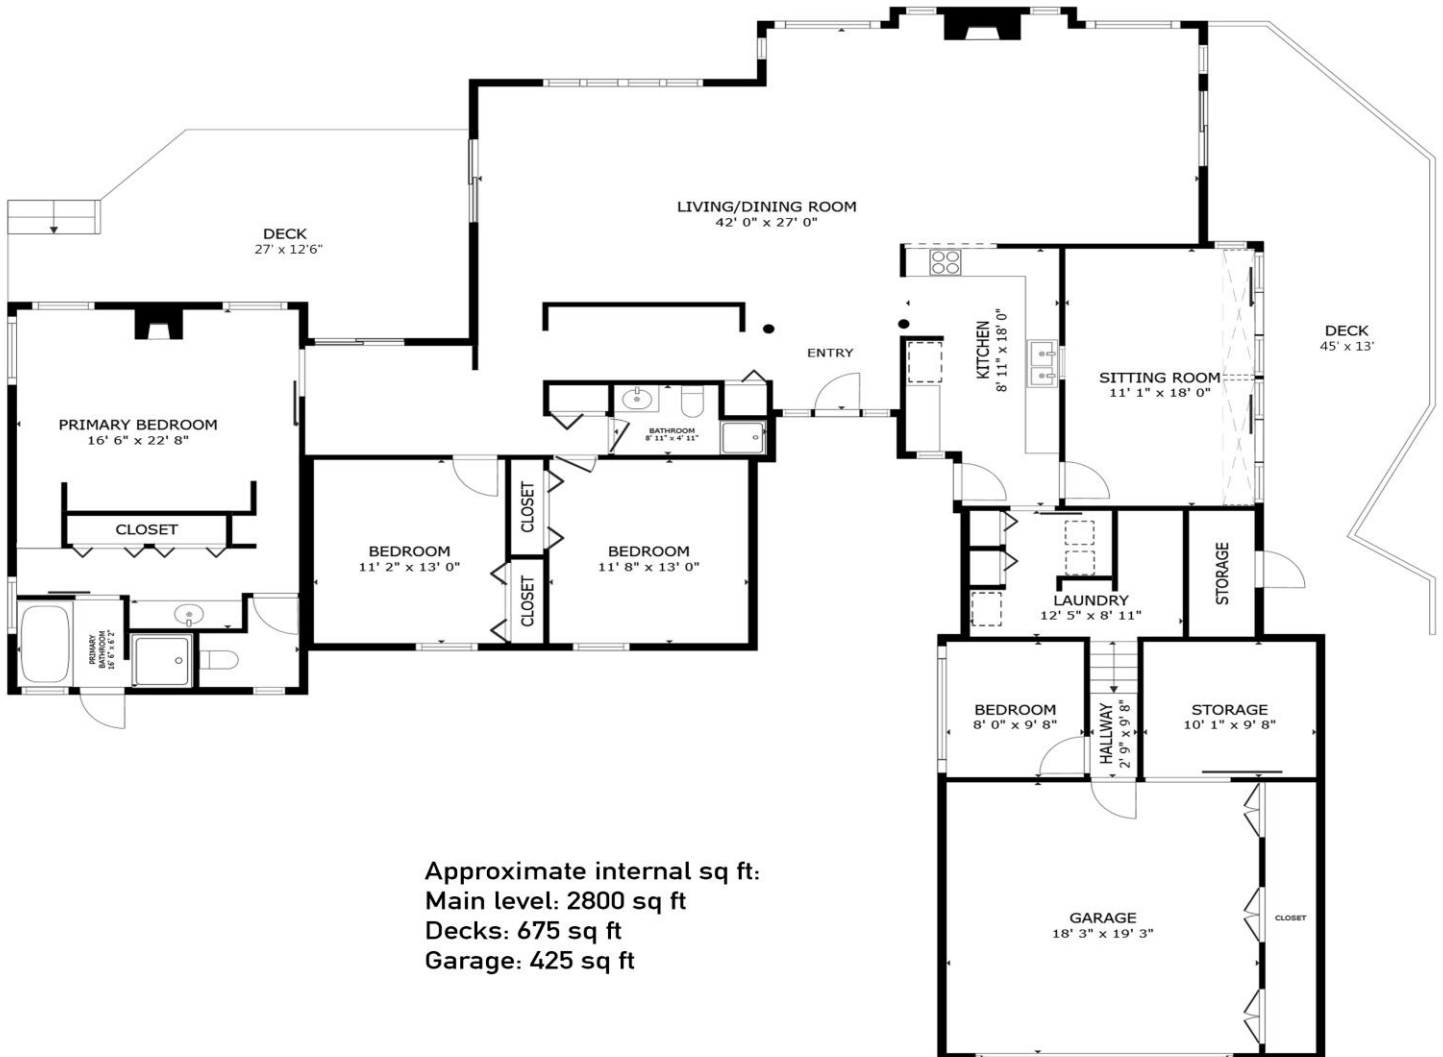 LIVING/DINING ROOM
42' 0" x 27' 0"
DECK
27' x 12'6"
DECK
45' x 13'
ENTRY
KITCHEN
8' 11" x 18' 0"
SITTING ROOM
11' 1" x 18' 0"
PRIMARY BEDROOM
16' 6" x 22' 8"
BATHROOM
8' 11" x 4' 11"
CLOSET
CLOSET
CLOSET
BEDROOM
11' 2" x 13' 0"
BEDROOM
11' 8" x 13' 0"
PRIMARY
BATHROOM
16' 6" x 6' 2"
LAUNDRY
12' 5" x 8' 11"
STORAGE
BEDROOM
8' 0" x 9' 8"
HALLWAY
2' 9" x 9' 8"
STORAGE
10' 1" x 9' 8"
GARAGE
18' 3" x 19' 3"
CLOSET
Approximate internal sq ft:
Main level: 2800 sq ft
Decks: 675 sq ft
Garage: 425 sq ft